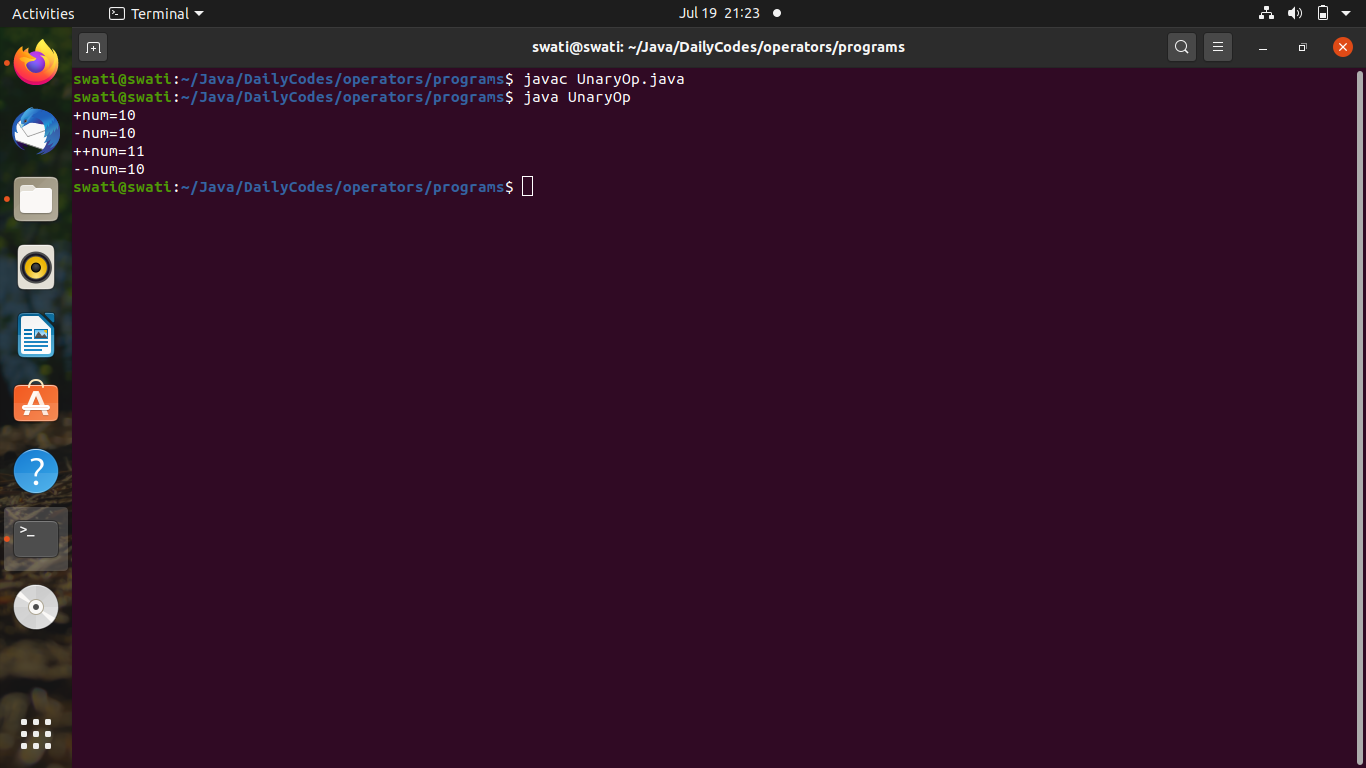 Activities Terminal Jul 19 21:23
swati@swati: ~/Java/DailyCodes/operators/programs
swati@swati:~/Java/DailyCodes/operators/programs$ javac UnaryOp.java
swati@swati:~/Java/DailyCodes/operators/programs$ java UnaryOp
+num=10
-num=10
++num=11
--num=10
swati@swati:~/Java/DailyCodes/operators/programs$